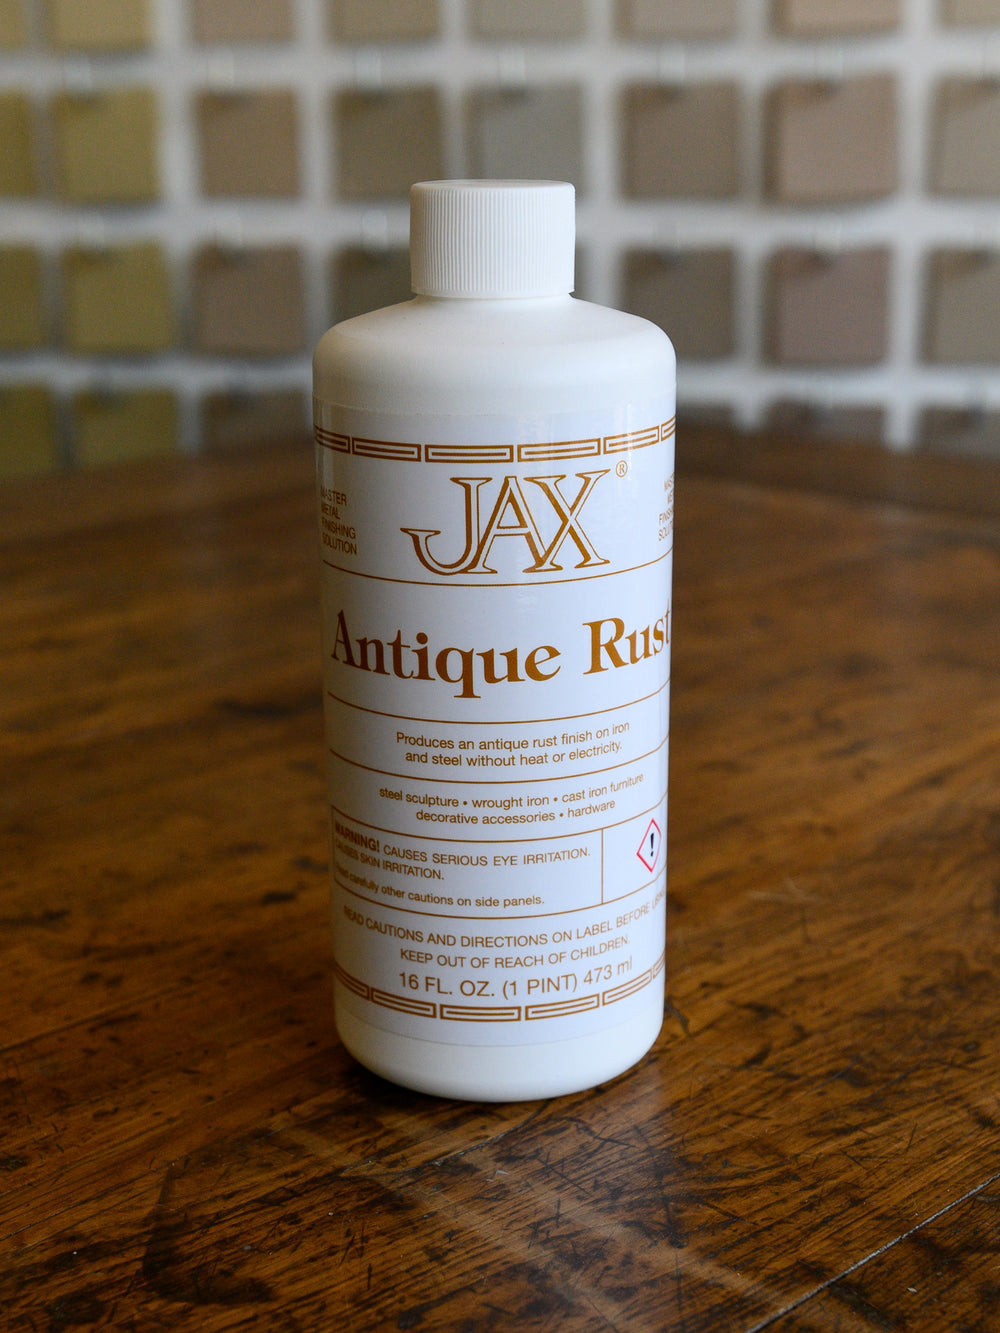 JAX®
MASTER
METAL
FINISHING
SOLUTION
Antique Rust
Produces an antique rust finish on iron
and steel without heat or electricity.
steel sculpture • wrought iron • cast iron furniture
decorative accessories • hardware
WARNING! CAUSES SERIOUS EYE IRRITATION.
CAUSES SKIN IRRITATION.
Read carefully other cautions on side panels.
READ CAUTIONS AND DIRECTIONS ON LABEL BEFORE
KEEP OUT OF REACH OF CHILDREN.
16 FL. OZ. (1 PINT) 473 ml